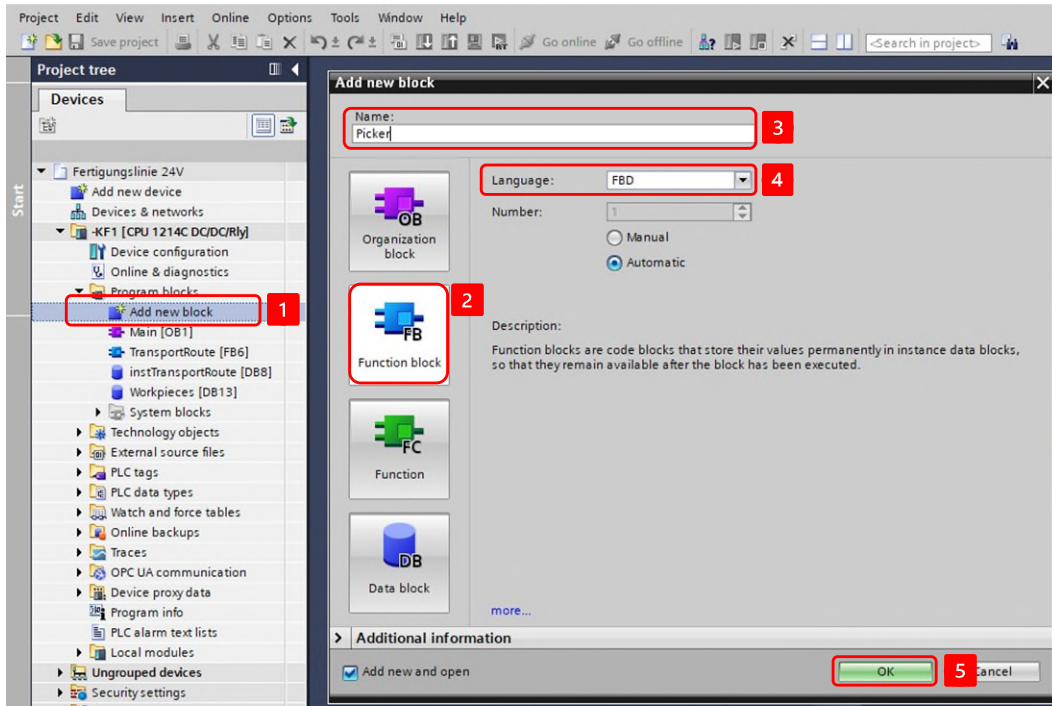 Project Edit View Insert Online Options Tools Window Help
Save project Go online Go offline <Search in project>
Start
Project tree
Devices
Fertigungslinie 24V
Add new device
Devices & networks
-KF1 [CPU 1214C DC/DC/Rly]
Device configuration
Online & diagnostics
Program blocks
Add new block
1
Main [OB1]
TransportRoute [FB6]
instTransportRoute [DB8]
Workpieces [DB13]
System blocks
Technology objects
External source files
PLC tags
PLC data types
Watch and force tables
Online backups
Traces
OPC UA communication
Device proxy data
Program info
PLC alarm text lists
Local modules
Ungrouped devices
Security settings
Add new block
Name:
Picker
3
OB
Organization
block
2
FB
Function block
FC
Function
DB
Data block
Language: FBD
4
Number: 1
Manual
Automatic
Description:
Function blocks are code blocks that store their values permanently in instance data blocks,
so that they remain available after the block has been executed.
more...
Additional information
Add new and open
OK
5
ancel